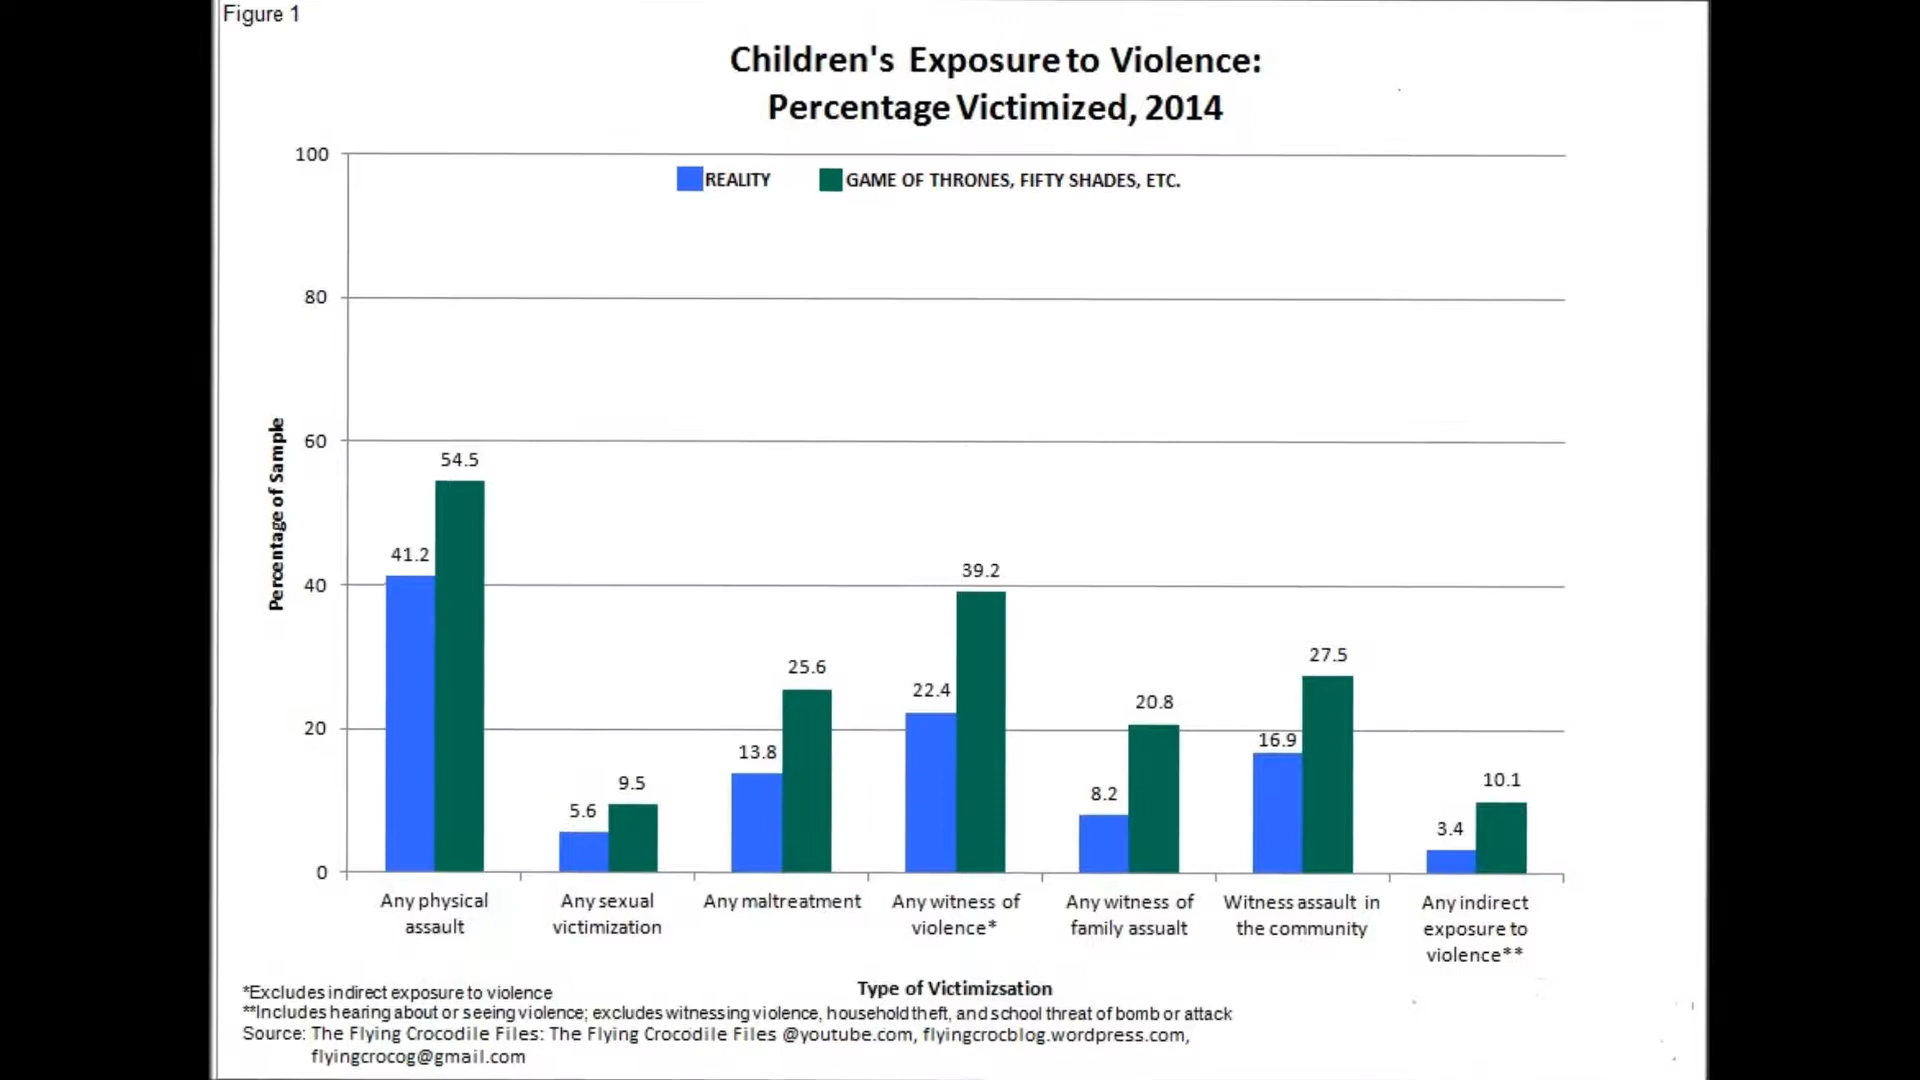 Figure 1
Children's Exposure to Violence:
Percentage Victimized, 2014
REALITY
GAME OF THRONES, FIFTY SHADES, ETC.
Percentage of Sample
100
80
60
40
20
0
41.2
54.5
5.6
9.5
13.8
25.6
22.4
39.2
8.2
20.8
16.9
27.5
3.4
10.1
Any physical
assault
Any sexual
victimization
Any maltreatment
Any witness of
violence*
Any witness of
family assualt
Witness assault in
the community
Any indirect
exposure to
violence**
Type of Victimizsation
*Excludes indirect exposure to violence
**Includes hearing about or seeing violence; excludes witnessing violence, household theft, and school threat of bomb or attack
Source: The Flying Crocodile Files: The Flying Crocodile Files @youtube.com, flyingcrocblog.wordpress.com,
flyingcrocog@gmail.com